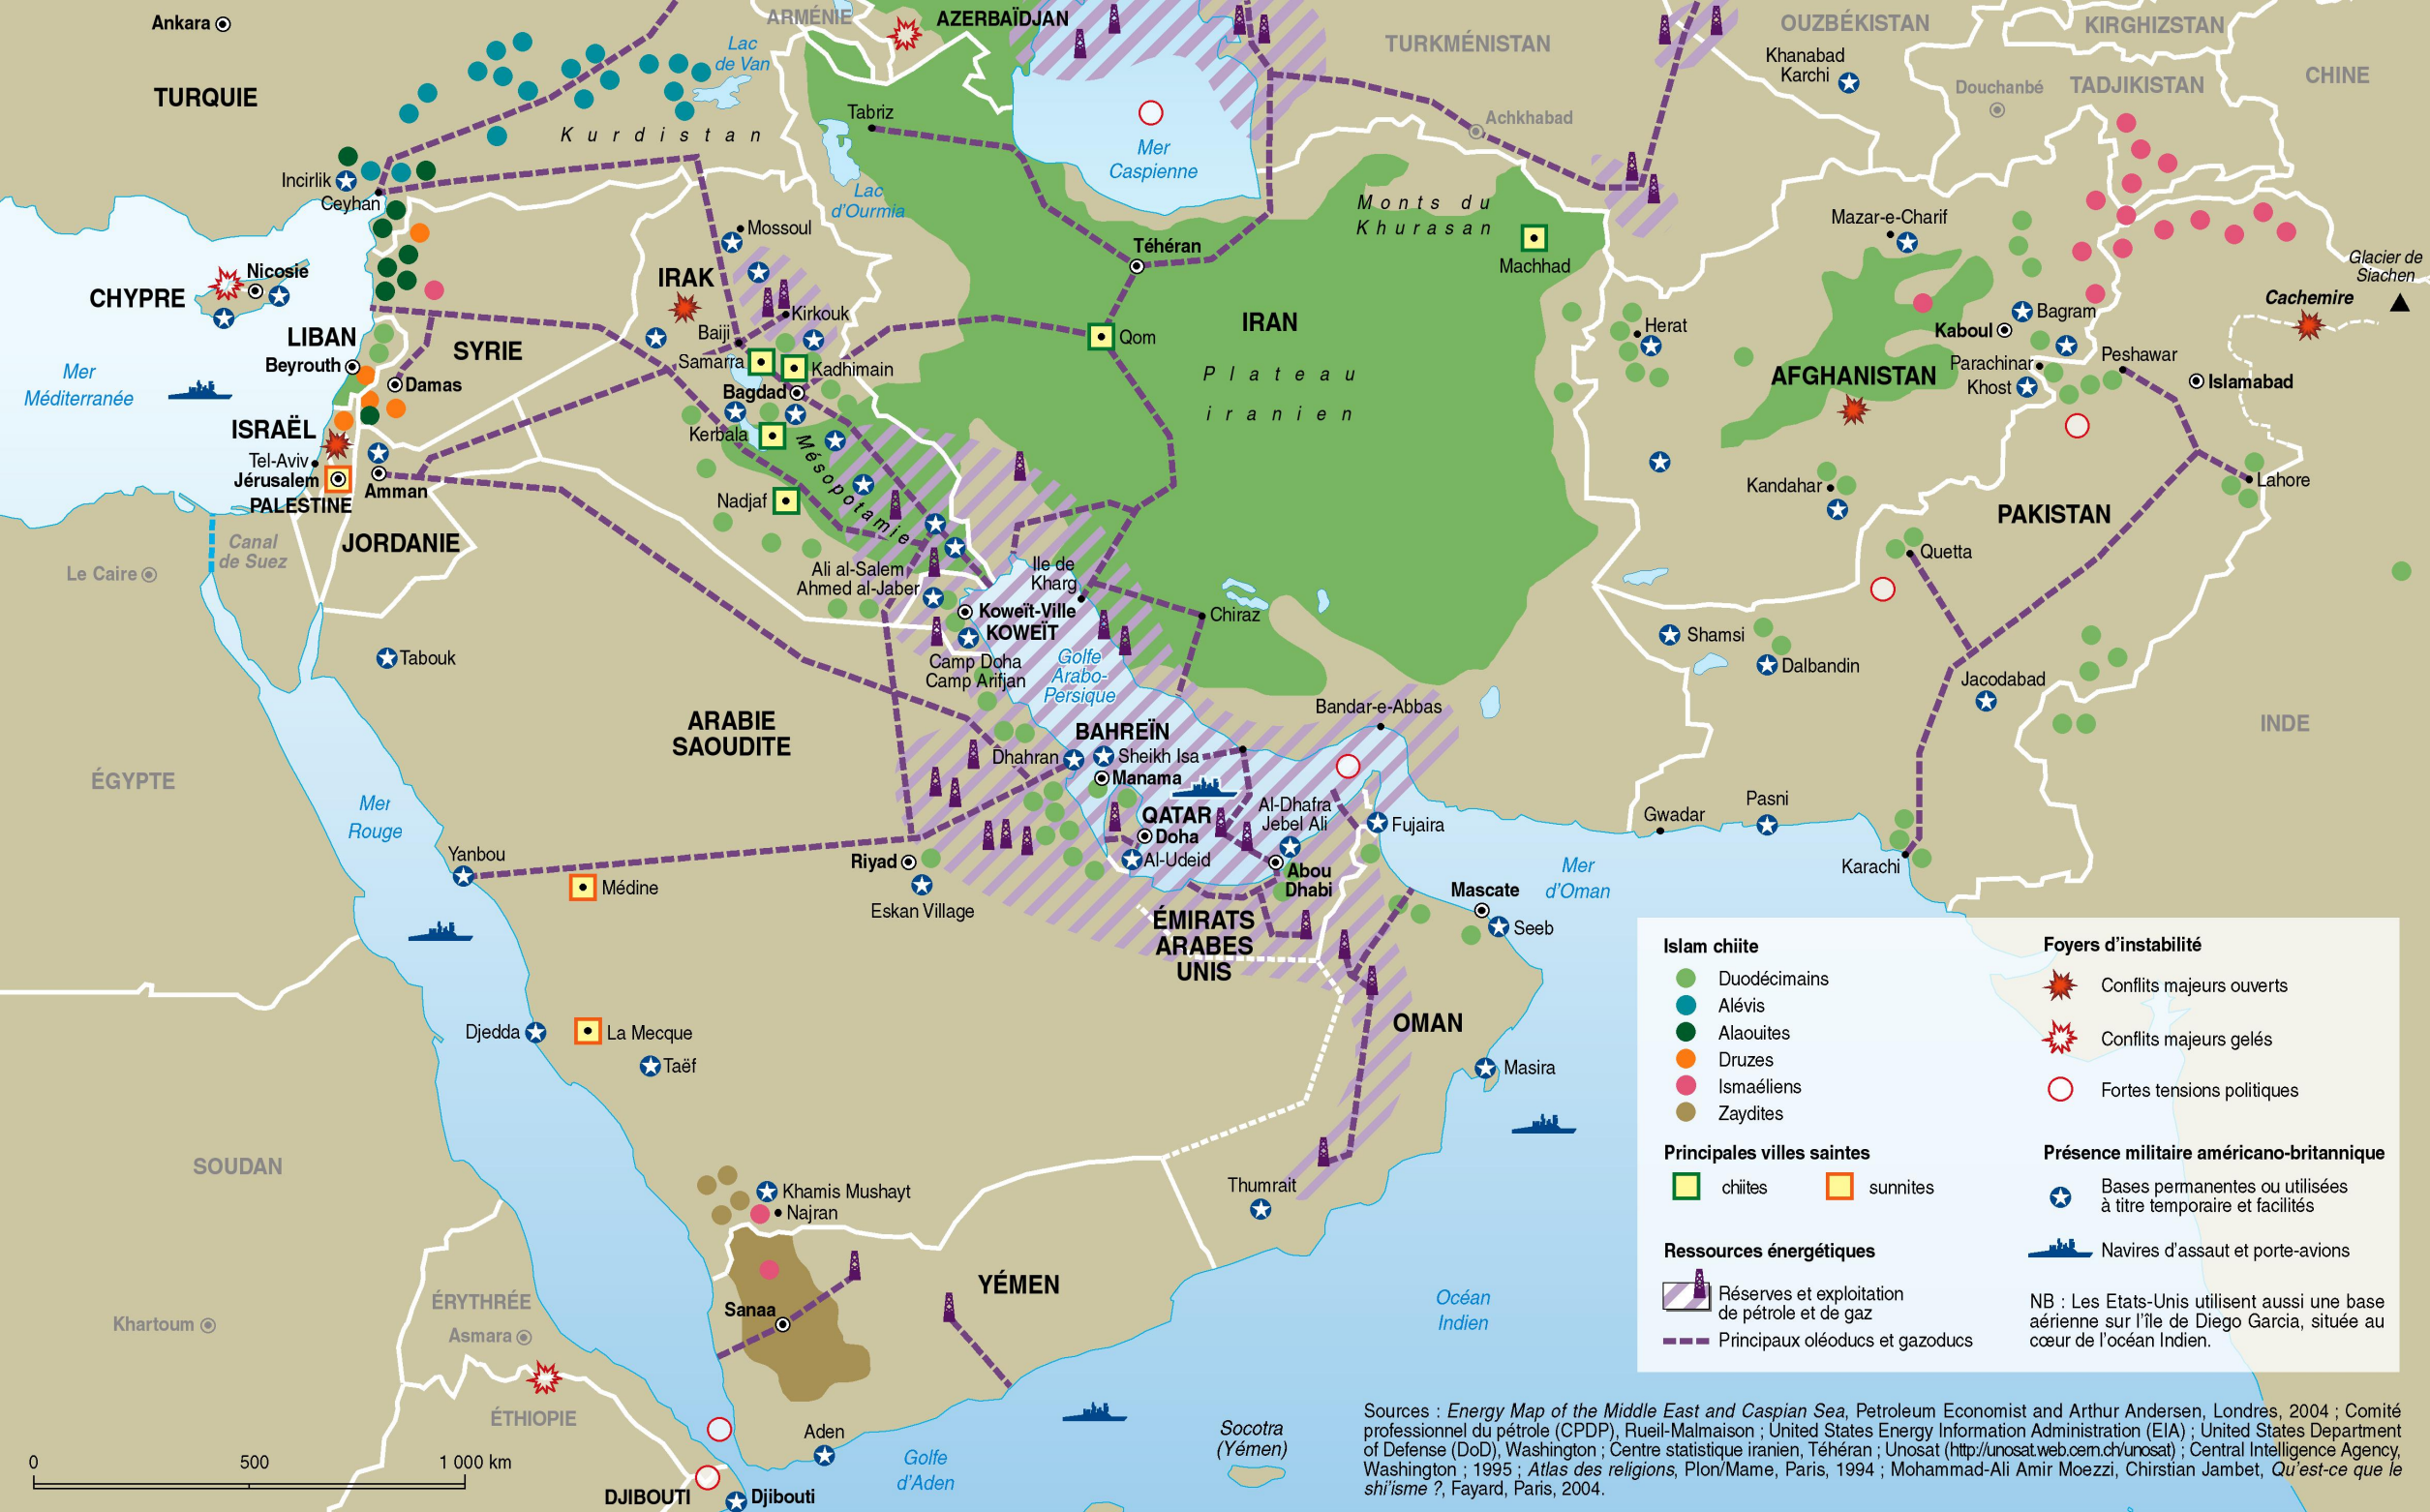 Ankara
TURQUIE
ARMÉNIE
AZERBAÏDJAN
Lac
de Van
TURKMÉNISTAN
OUZBÉKISTAN
Khanabad
Karchi
KIRGHIZSTAN
Douchanbé
TADJIKISTAN
CHINE
Kurdistan
Tabriz
Lac
d'Ourmia
Mer
Caspienne
Achkhabad
Incirlik
Ceyhan
Mossoul
Téhéran
Monts du
Khurasan
Machhad
Mazar-e-Charif
Glacier de
Siachen
Cachemire
Nicosie
CHYPRE
IRAK
Kirkouk
Baiji
Samarra
Kadhimain
Bagdad
Kerbala
Mésopotamie
Nadjaf
Qom
IRAN
Plateau
iranien
Herat
Bagram
Kaboul
Parachinar
Khost
Peshawar
Islamabad
AFGHANISTAN
LIBAN
Beyrouth
SYRIE
Damas
Mer
Méditerranée
ISRAËL
Tel-Aviv
Jérusalem
PALESTINE
Amman
JORDANIE
Canal
de Suez
Le Caire
Kandahar
PAKISTAN
Lahore
Quetta
Ali al-Salem
Ahmed al-Jaber
Ile de
Kharg
Koweït-Ville
KOWEÏT
Chiraz
Camp Doha
Camp Arifjan
Golfe
Arabo-
Persique
Shamsi
Dalbandin
Jacodabad
INDE
Tabouk
ARABIE
SAOUDITE
ÉGYPTE
Mer
Rouge
BAHREÏN
Dhahran
Sheikh Isa
Manama
Bandar-e-Abbas
QATAR
Doha
Al-Udeid
Al-Dhafra
Jebel Ali
Fujaira
Gwadar
Pasni
Karachi
Yanbou
Médine
Riyad
Eskan Village
Abou
Dhabi
ÉMIRATS
ARABES
UNIS
Mascate
Seeb
Mer
d'Oman
OMAN
Masira
Djedda
La Mecque
Taëf
SOUDAN
Khamis Mushayt
Najran
Thumrait
YÉMEN
Sanaa
ÉRYTHRÉE
Asmara
Khartoum
ÉTHIOPIE
Aden
Golfe
d'Aden
Socotra
(Yémen)
Océan
Indien
DJIBOUTI
Djibouti
0 500 1 000 km
Islam chiite
Duodécimains
Alévis
Alaouites
Druzes
Ismaéliens
Zaydites
Principales villes saintes
chiites sunnites
Ressources énergétiques
Réserves et exploitation
de pétrole et de gaz
Principaux oléoducs et gazoducs
Foyers d'instabilité
Conflits majeurs ouverts
Conflits majeurs gelés
Fortes tensions politiques
Présence militaire américano-britannique
Bases permanentes ou utilisées
à titre temporaire et facilités
Navires d'assaut et porte-avions
NB : Les Etats-Unis utilisent aussi une base
aérienne sur l'île de Diego Garcia, située au
cœur de l'océan Indien.
Sources : Energy Map of the Middle East and Caspian Sea, Petroleum Economist and Arthur Andersen, Londres, 2004 ; Comité
professionnel du pétrole (CPDP), Rueil-Malmaison ; United States Energy Information Administration (EIA) ; United States Department
of Defense (DoD), Washington ; Centre statistique iranien, Téhéran ; Unosat (http://unosat.web.cern.ch/unosat) ; Central Intelligence Agency,
Washington ; 1995 ; Atlas des religions, Plon/Mame, Paris, 1994 ; Mohammad-Ali Amir Moezzi, Chirstian Jambet, Qu'est-ce que le
shi'isme ?, Fayard, Paris, 2004.